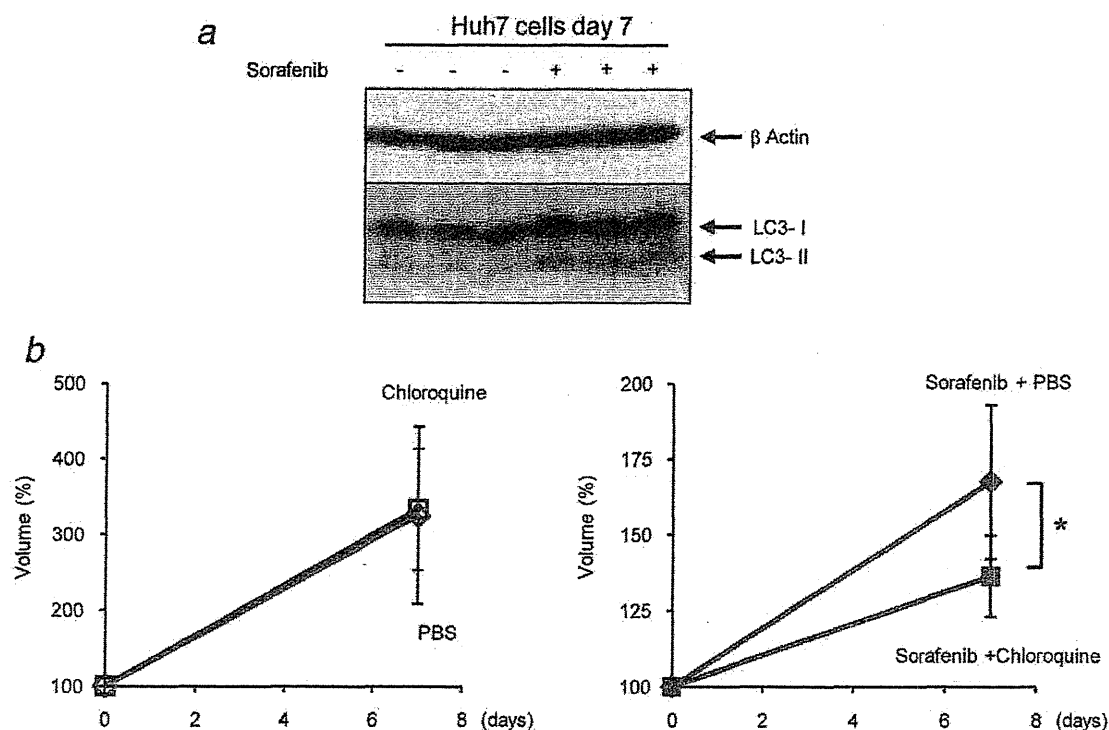 a
Huh7 cells day 7
Sorafenib - - - + + +
β Actin
LC3- I
LC3- II
b
500
400
300
200
100
Volume (%)
Chloroquine
PBS
0 2 4 6 8 (days)
200
175
150
125
100
Volume (%)
Sorafenib + PBS
*
Sorafenib +Chloroquine
0 2 4 6 8 (days)